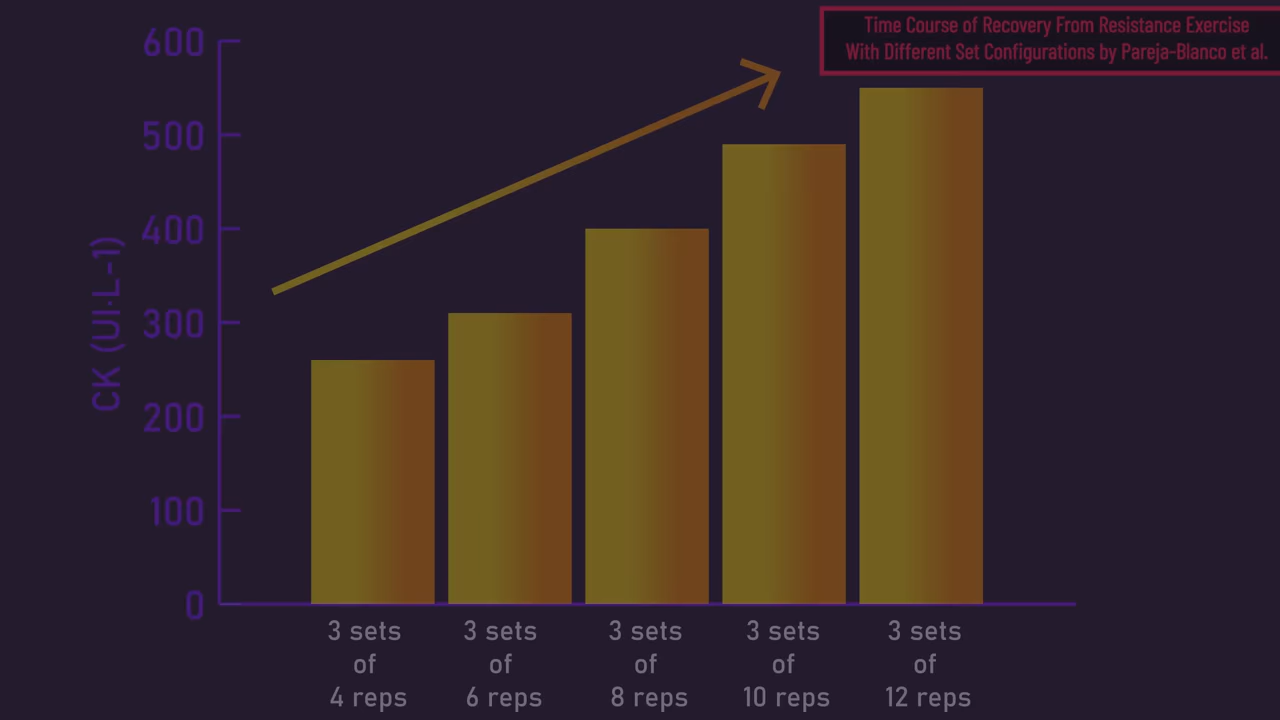 Time Course of Recovery From Resistance Exercise
With Different Set Configurations by Pareja-Blanco et al.
600
500
400
300
200
100
0
CK (UI·L-1)
3 sets of 4 reps
3 sets of 6 reps
3 sets of 8 reps
3 sets of 10 reps
3 sets of 12 reps